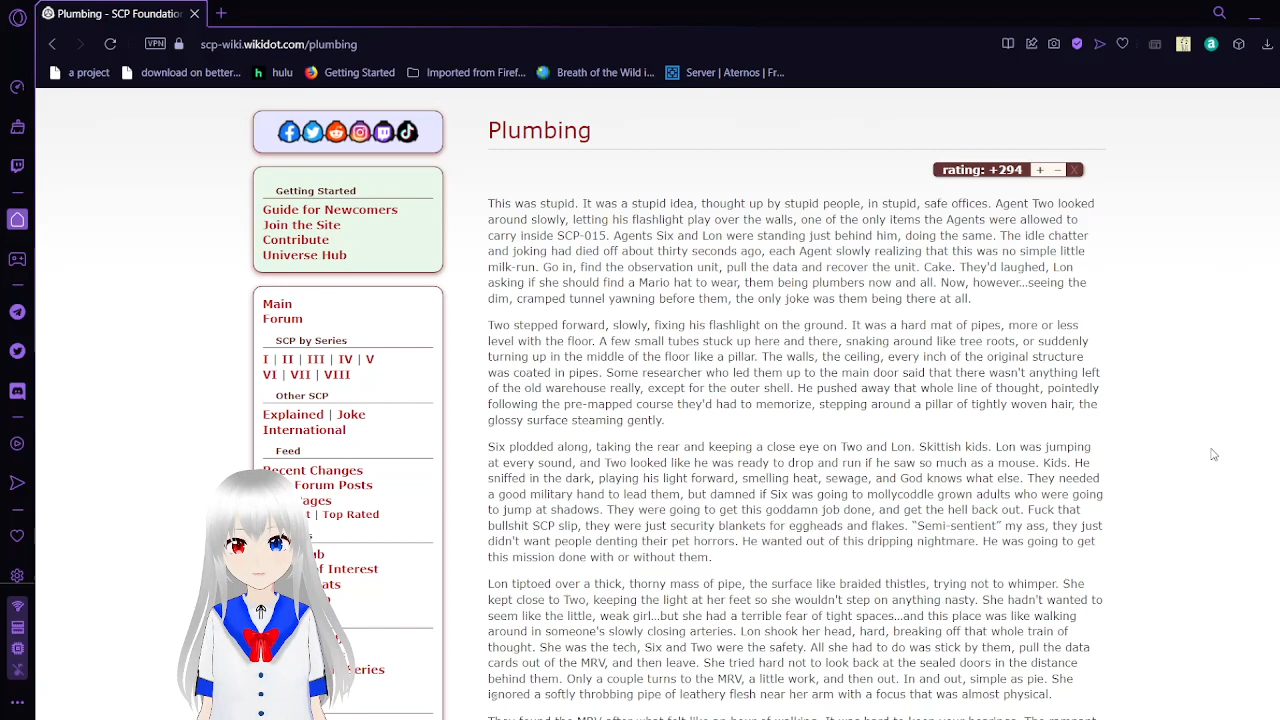 Plumbing - SCP Foundation
VPN
scp-wiki.wikidot.com/plumbing
a project
download on better...
hulu
Getting Started
Imported from Firef...
Breath of the Wild i...
Server | Aternos | Fr...
Getting Started
Guide for Newcomers
Join the Site
Contribute
Universe Hub
Main
Forum
SCP by Series
I | II | III | IV | V
VI | VII | VIII
Other SCP
Explained | Joke
International
Feed
Recent Changes
Forum Posts
| Top Rated
Plumbing
rating: +294 + − X
This was stupid. It was a stupid idea, thought up by stupid people, in stupid, safe offices. Agent Two looked
around slowly, letting his flashlight play over the walls, one of the only items the Agents were allowed to
carry inside SCP-015. Agents Six and Lon were standing just behind him, doing the same. The idle chatter
and joking had died off about thirty seconds ago, each Agent slowly realizing that this was no simple little
milk-run. Go in, find the observation unit, pull the data and recover the unit. Cake. They'd laughed, Lon
asking if she should find a Mario hat to wear, them being plumbers now and all. Now, however...seeing the
dim, cramped tunnel yawning before them, the only joke was them being there at all.
Two stepped forward, slowly, fixing his flashlight on the ground. It was a hard mat of pipes, more or less
level with the floor. A few small tubes stuck up here and there, snaking around like tree roots, or suddenly
turning up in the middle of the floor like a pillar. The walls, the ceiling, every inch of the original structure
was coated in pipes. Some researcher who led them up to the main door said that there wasn't anything left
of the old warehouse really, except for the outer shell. He pushed away that whole line of thought, pointedly
following the pre-mapped course they'd had to memorize, stepping around a pillar of tightly woven hair, the
glossy surface steaming gently.
Six plodded along, taking the rear and keeping a close eye on Two and Lon. Skittish kids. Lon was jumping
at every sound, and Two looked like he was ready to drop and run if he saw so much as a mouse. Kids. He
sniffed in the dark, playing his light forward, smelling heat, sewage, and God knows what else. They needed
a good military hand to lead them, but damned if Six was going to mollycoddle grown adults who were going
to jump at shadows. They were going to get this goddamn job done, and get the hell back out. Fuck that
bullshit SCP slip, they were just security blankets for eggheads and flakes. “Semi-sentient” my ass, they just
didn't want people denting their pet horrors. He wanted out of this dripping nightmare. He was going to get
this mission done with or without them.
Lon tiptoed over a thick, thorny mass of pipe, the surface like braided thistles, trying not to whimper. She
kept close to Two, keeping the light at her feet so she wouldn't step on anything nasty. She hadn't wanted to
seem like the little, weak girl...but she had a terrible fear of tight spaces...and this place was like walking
around in someone's slowly closing arteries. Lon shook her head, hard, breaking off that whole train of
thought. She was the tech, Six and Two were the safety. All she had to do was stick by them, pull the data
cards out of the MRV, and then leave. She tried hard not to look back at the sealed doors in the distance
behind them. Only a couple turns to the MRV, a little work, and then out. In and out, simple as pie. She
ignored a softly throbbing pipe of leathery flesh near her arm with a focus that was almost physical.